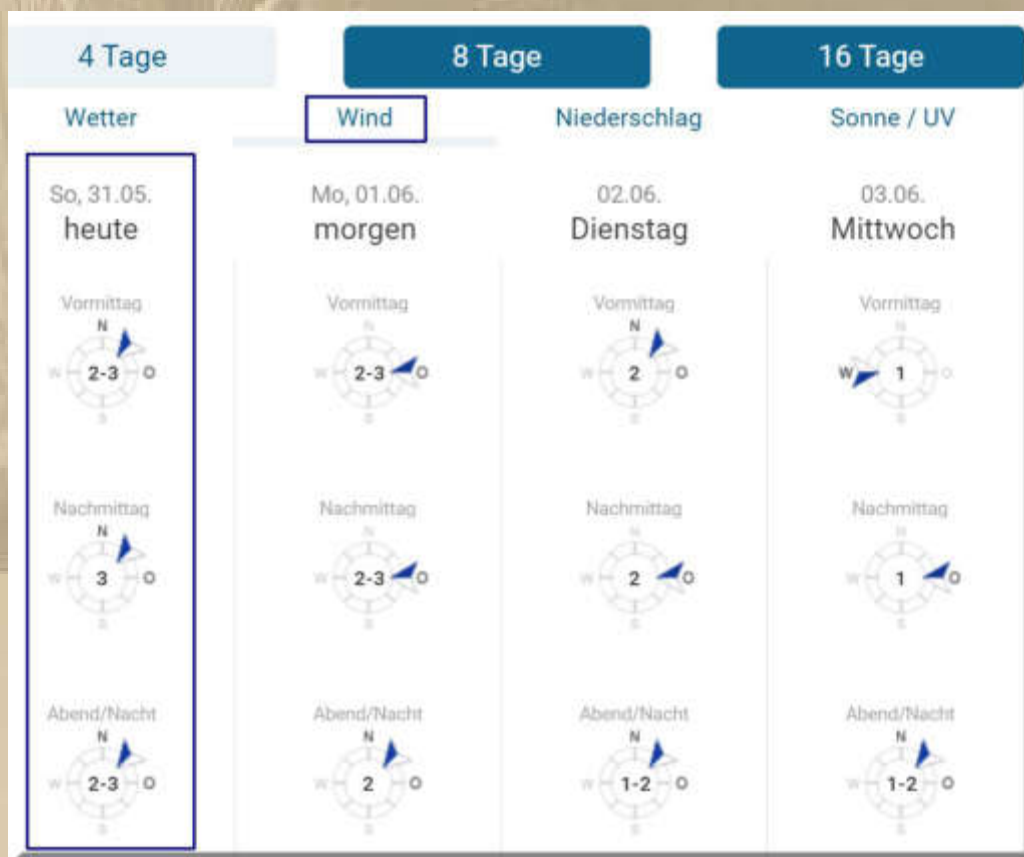 4 Tage 8 Tage 16 Tage
Wetter Wind Niederschlag Sonne / UV
So, 31.05. Mo, 01.06. 02.06. 03.06.
heute morgen Dienstag Mittwoch
Vormittag Vormittag Vormittag Vormittag
N N N N
W 2-3 O W 2-3 O W 2 O W 1 O
S S S S
Nachmittag Nachmittag Nachmittag Nachmittag
N N N N
W 3 O W 2-3 O W 2 O W 1 O
S S S S
Abend/Nacht Abend/Nacht Abend/Nacht Abend/Nacht
N N N N
W 2-3 O W 2 O W 1-2 O W 1-2 O
S S S S